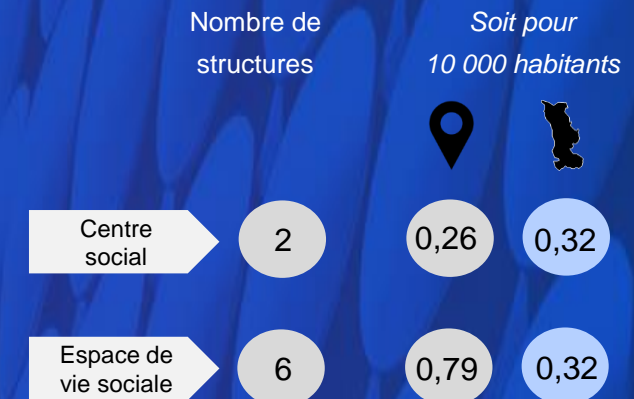 Nombre de
structures
Soit pour
10 000 habitants
Centre
social
2
0,26
0,32
Espace de
vie sociale
6
0,79
0,32